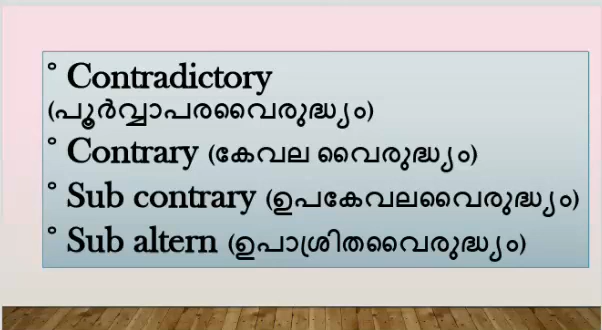 ° Contradictory
(പൂർവ്വാപരവൈരുദ്ധ്യം)
° Contrary (കേവല വൈരുദ്ധ്യം)
° Sub contrary (ഉപകേവലവൈരുദ്ധ്യം)
° Sub altern (ഉപാശ്രിതവൈരുദ്ധ്യം)